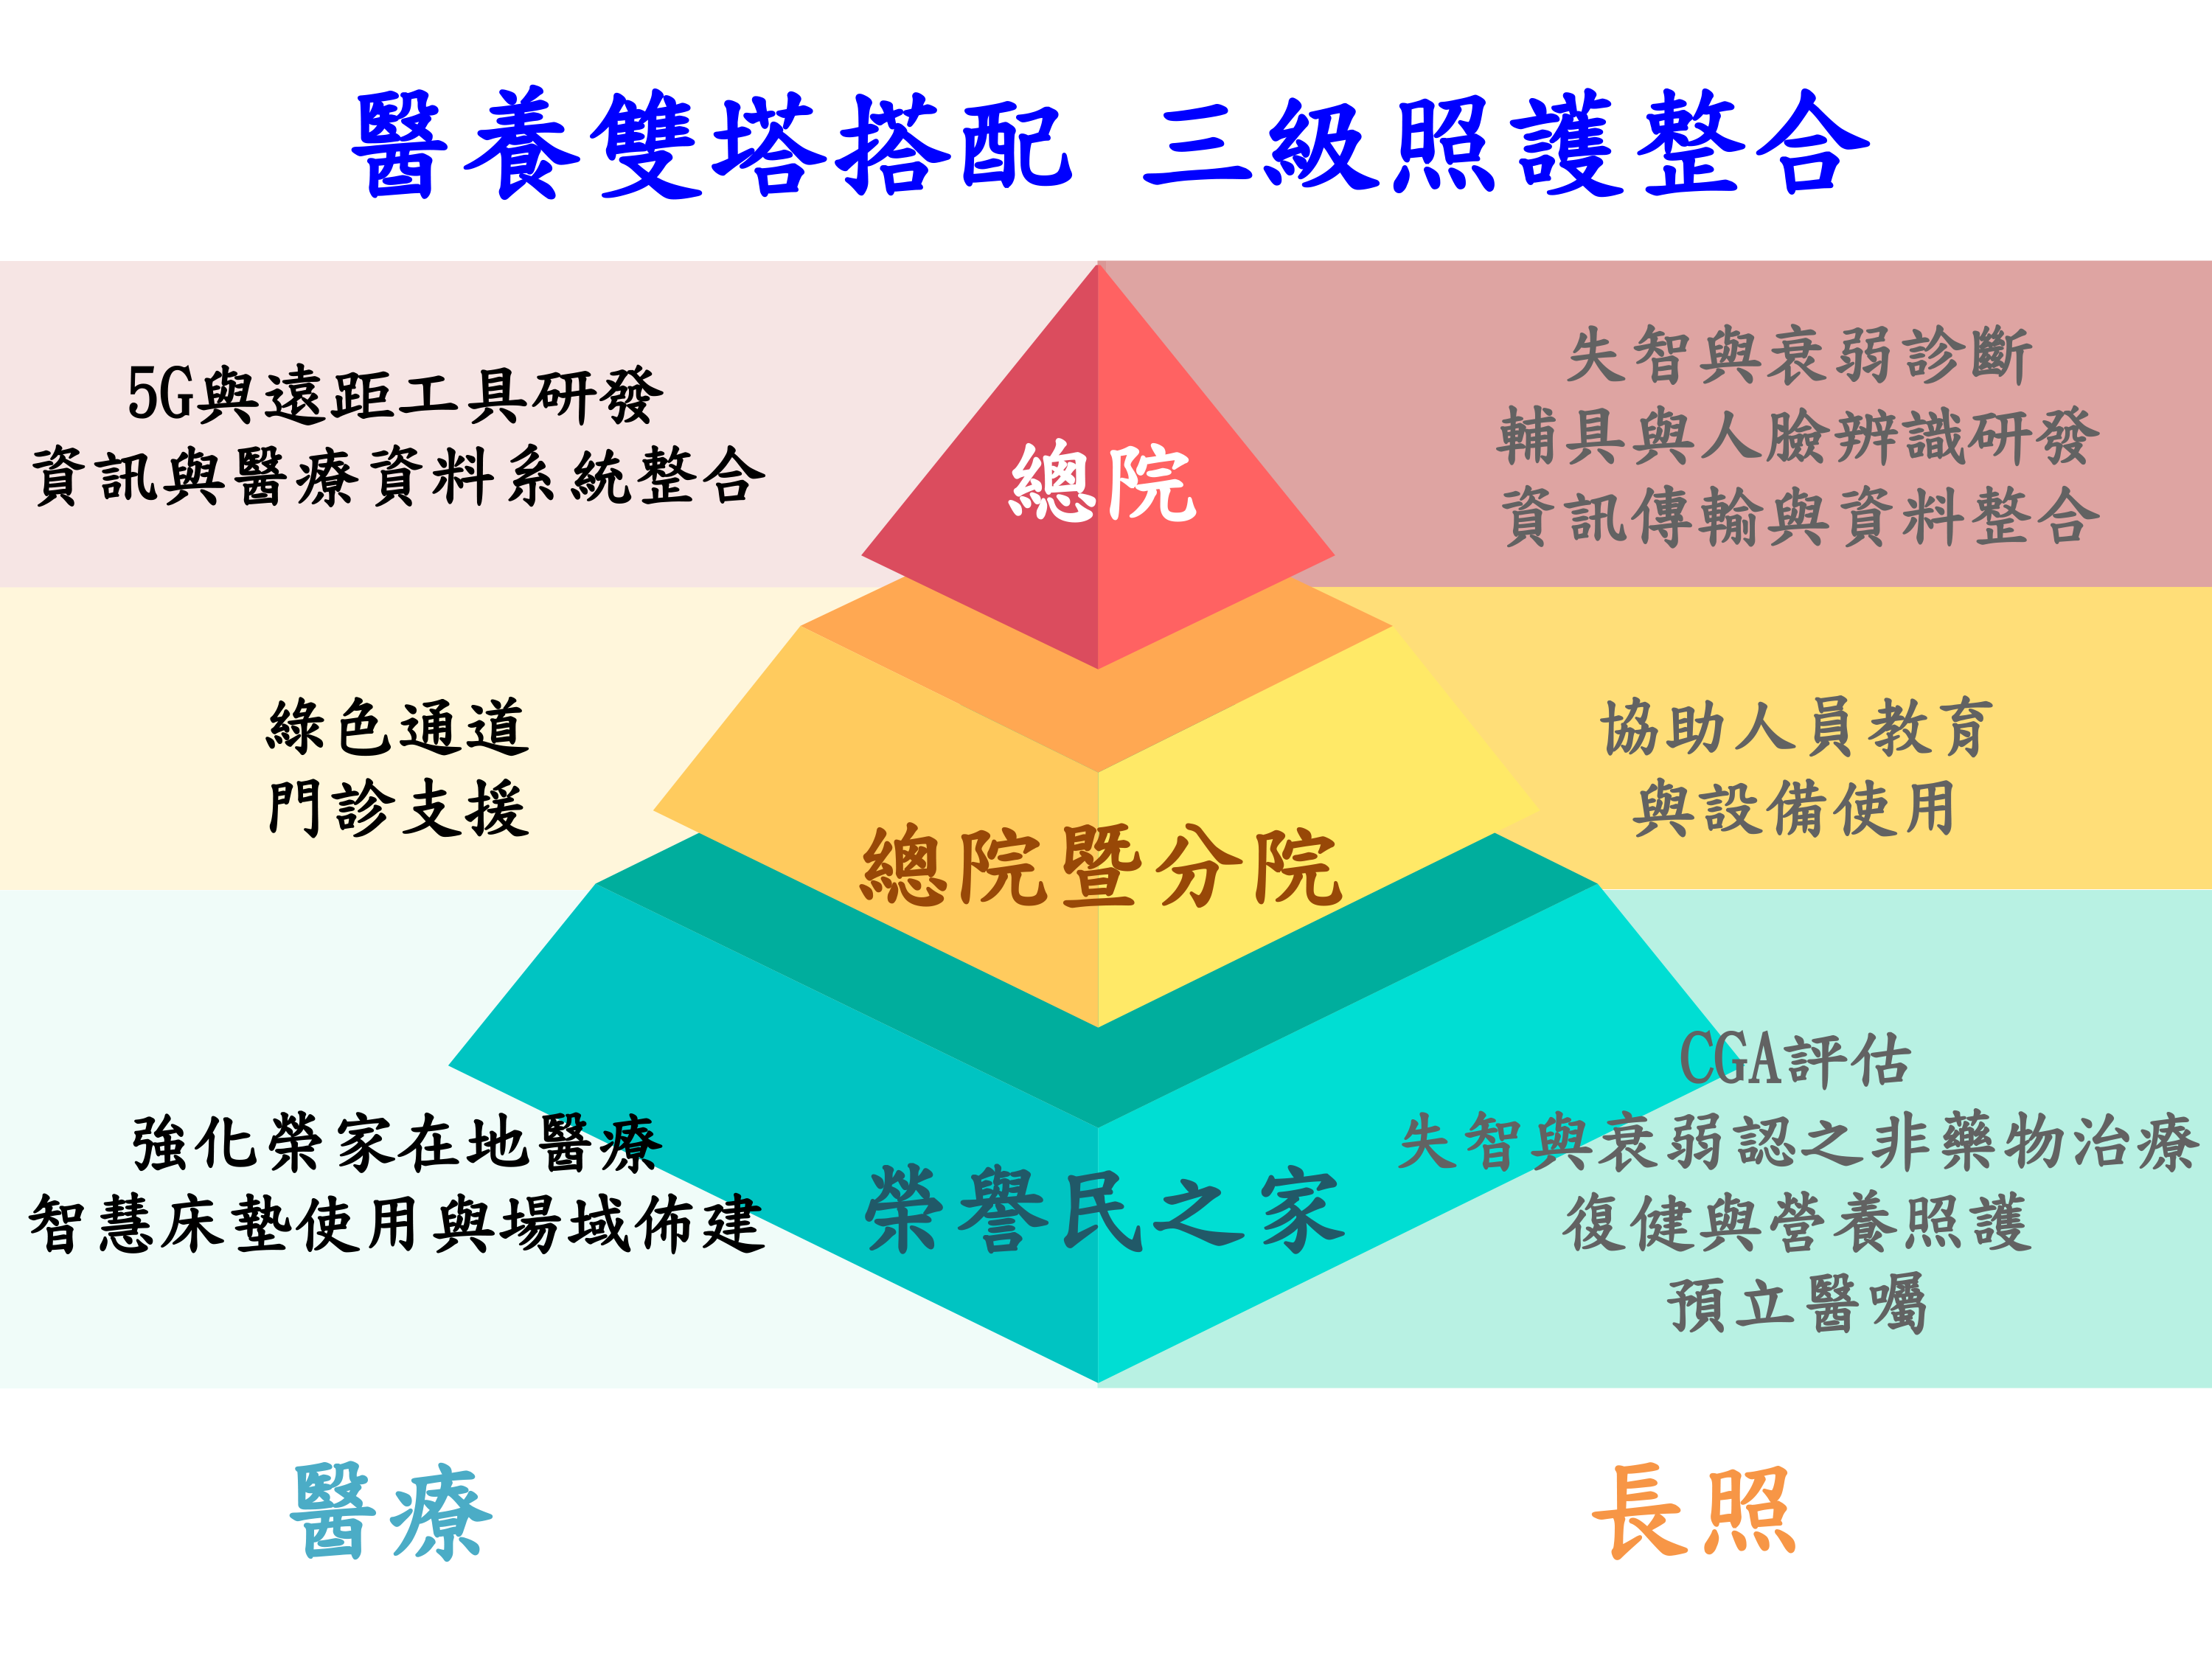 醫養雙塔搭配 三級照護整合
5G與遠距工具研發
資訊與醫療資料系統整合
總院
失智與衰弱診斷
輔具與人臉辨識研發
資訊傳輸與資料整合
綠色通道
門診支援
總院暨分院
協助人員教育
與設備使用
強化榮家在地醫療
智慧床墊使用與場域佈建
榮譽民之家
CGA評估
失智與衰弱認之非藥物治療
復健與營養照護
預立醫囑
醫療
長照